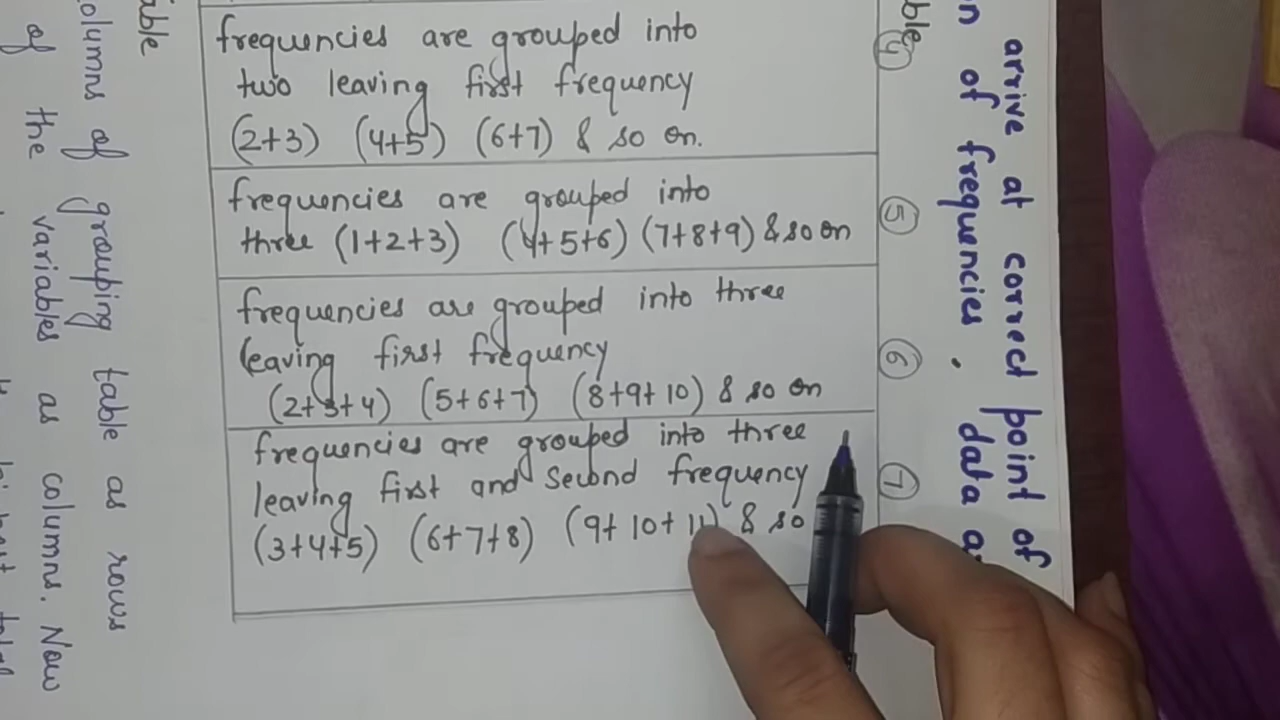 frequencies are grouped into
two leaving first frequency
(2+3) (4+5) (6+7) & so on.
frequencies are grouped into
three (1+2+3) (4+5+6) (7+8+9) & so on
frequencies are grouped into three
leaving first frequency
(2+3+4) (5+6+7) (8+9+10) & so on
frequencies are grouped into three
leaving first and second frequency
(3+4+5) (6+7+8) (9+10+11) & so
4
5
6
7
arrive at correct point of
of frequencies. data
columns of grouping table as rows
of the variables as columns. Now